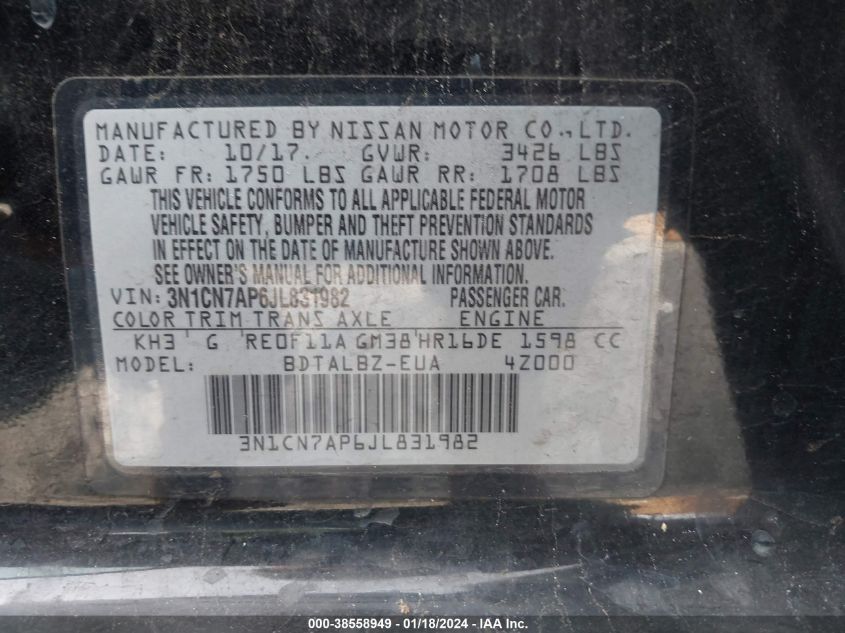 MANUFACTURED BY NISSAN MOTOR CO.,LTD.
DATE: 10/17. GVWR: 3426 LBS
GAWR FR: 1750 LBS GAWR RR: 1708 LBS
THIS VEHICLE CONFORMS TO ALL APPLICABLE FEDERAL MOTOR
VEHICLE SAFETY, BUMPER AND THEFT PREVENTION STANDARDS
IN EFFECT ON THE DATE OF MANUFACTURE SHOWN ABOVE.
SEE OWNER'S MANUAL FOR ADDITIONAL INFORMATION.
VIN: 3N1CN7AP6JL831982 PASSENGER CAR.
COLOR TRIM TRANS AXLE ENGINE
KH3 G RE0F11A GM38 HR16DE 1598 CC
MODEL: BDTALBZ-EUA 4Z000
3N1CN7AP6JL831982
000-38558949 - 01/18/2024 - IAA Inc.